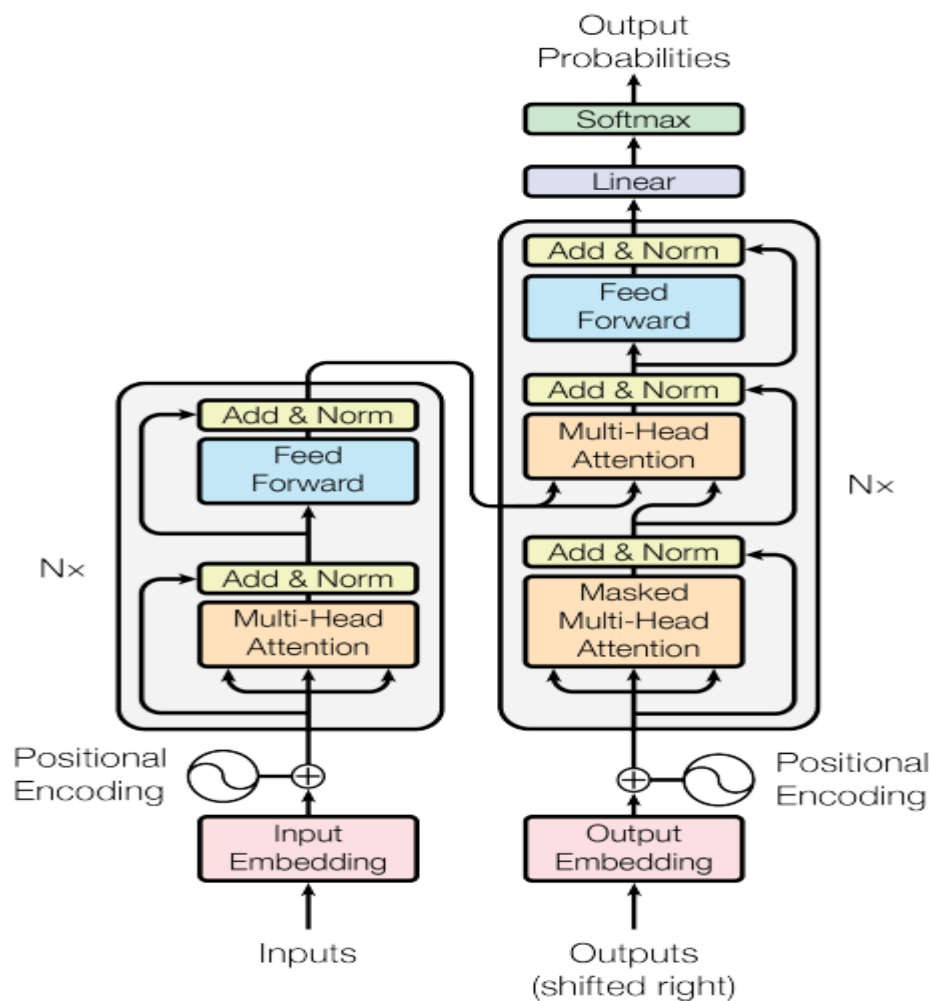 Output
Probabilities
Softmax
Linear
Add & Norm
Feed
Forward
Add & Norm
Multi-Head
Attention
Nx
Add & Norm
Masked
Multi-Head
Attention
Add & Norm
Feed
Forward
Nx
Add & Norm
Multi-Head
Attention
Positional
Encoding
Positional
Encoding
Input
Embedding
Output
Embedding
Inputs
Outputs
(shifted right)